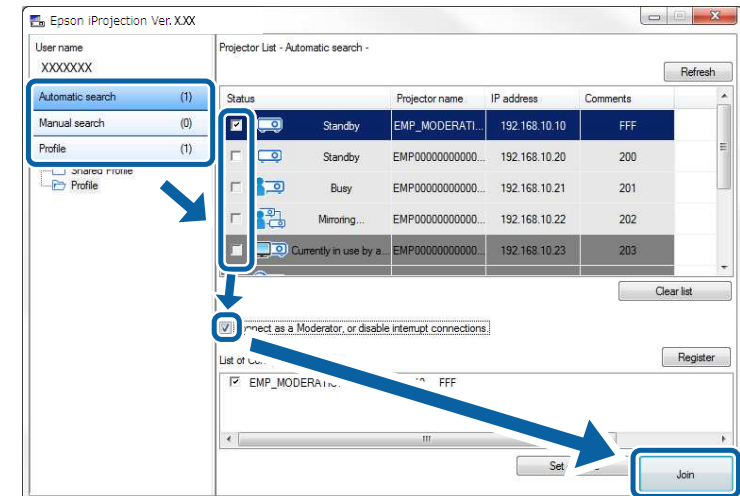 Epson iProjection Ver. X.XX
User name
XXXXXXX
Projector List - Automatic search -
Refresh
Automatic search (1)
Manual search (0)
Profile (1)
Shared Profile
Profile
Status Projector name IP address Comments
Standby EMP_MODERATI... 192.168.10.10 FFF
Standby EMP00000000000... 192.168.10.20 200
Busy EMP00000000000... 192.168.10.21 201
Mirroring... EMP00000000000... 192.168.10.22 202
Currently in use by a... EMP00000000000... 192.168.10.23 203
Clear list
nnect as a Moderator, or disable interrupt connections.
List of
Register
EMP_MODERATI FFF
Set
Join